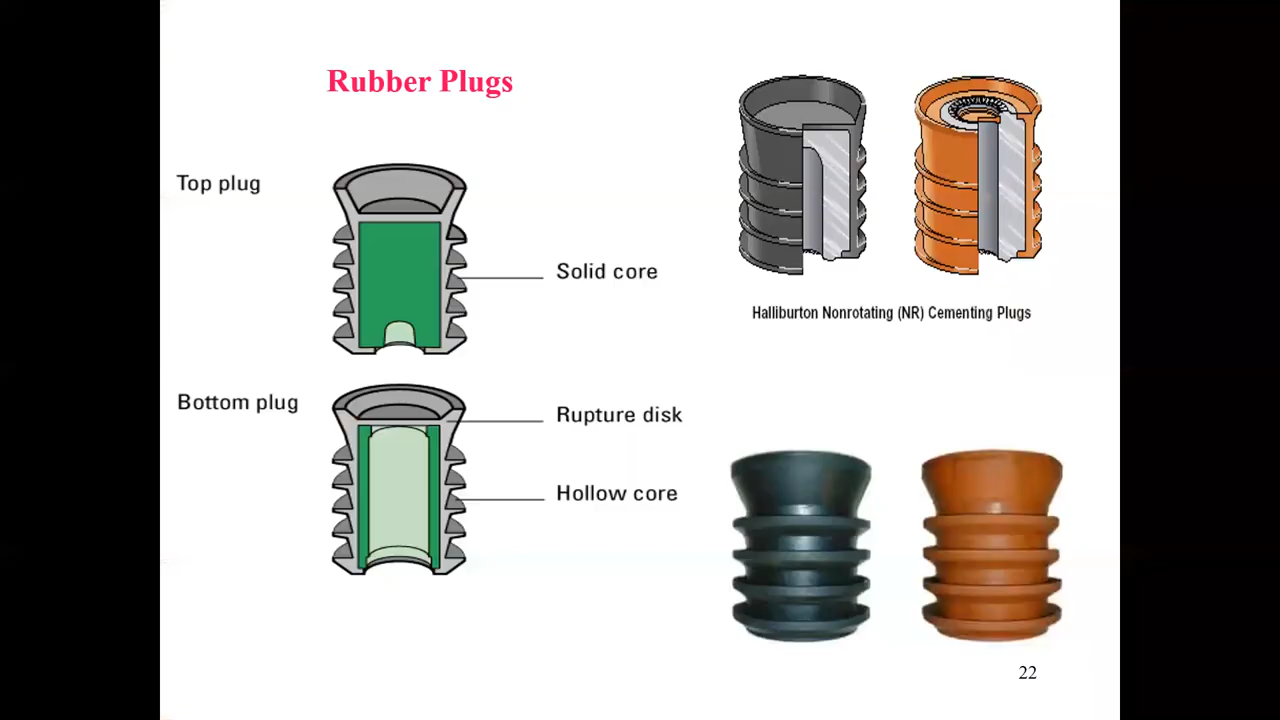 Rubber Plugs
Top plug
Solid core
Bottom plug
Rupture disk
Hollow core
Halliburton Nonrotating (NR) Cementing Plugs
22